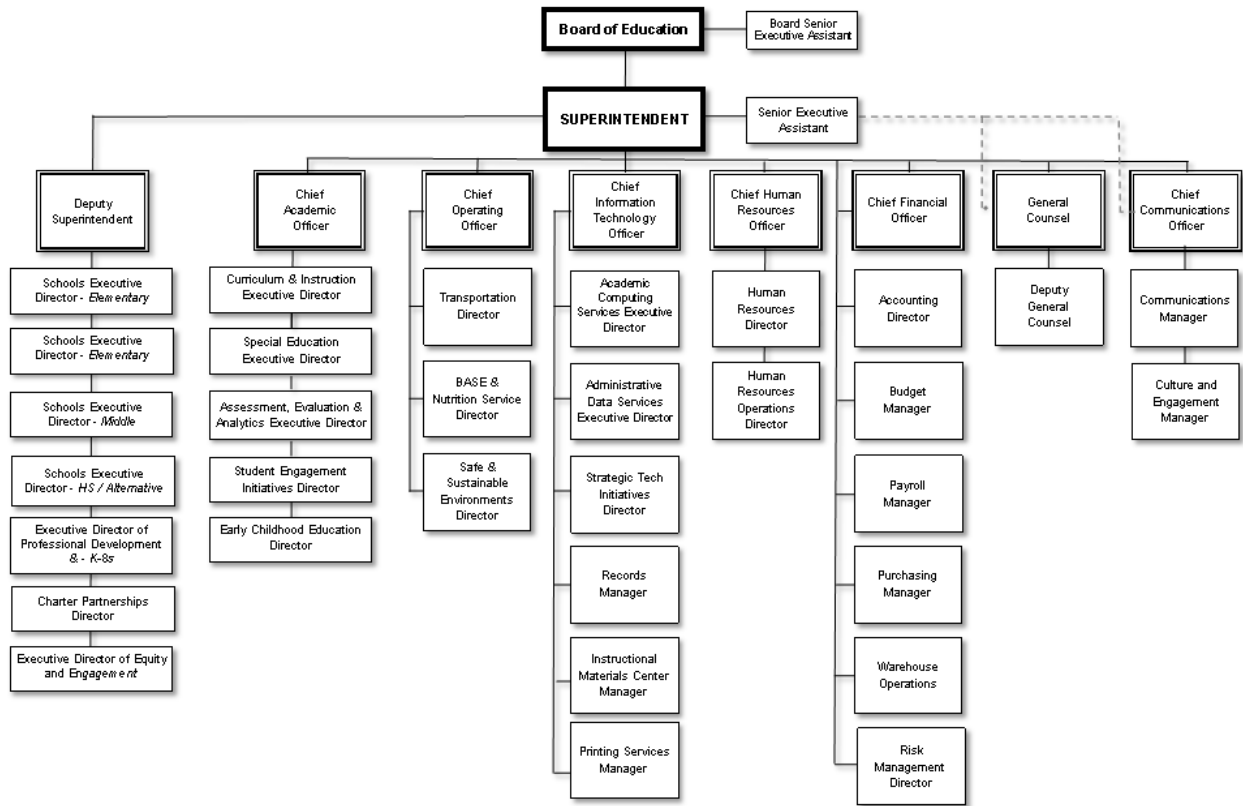 Board of Education
Board Senior
Executive Assistant
SUPERINTENDENT
Senior Executive
Assistant
Deputy
Superintendent
Schools Executive
Director - Elementary
Schools Executive
Director - Elementary
Schools Executive
Director - Middle
Schools Executive
Director - HS / Alternative
Executive Director of
Professional Development
& - K-8s
Charter Partnerships
Director
Executive Director of Equity
and Engagement
Chief
Academic
Officer
Curriculum & Instruction
Executive Director
Special Education
Executive Director
Assessment, Evaluation &
Analytics Executive Director
Student Engagement
Initiatives Director
Early Childhood Education
Director
Chief
Operating
Officer
Transportation
Director
BASE &
Nutrition Service
Director
Safe &
Sustainable
Environments
Director
Chief
Information
Technology
Officer
Academic
Computing
Services Executive
Director
Administrative
Data Services
Executive Director
Strategic Tech
Initiatives
Director
Records
Manager
Instructional
Materials Center
Manager
Printing Services
Manager
Chief Human
Resources
Officer
Human
Resources
Director
Human
Resources
Operations
Director
Chief Financial
Officer
Accounting
Director
Budget
Manager
Payroll
Manager
Purchasing
Manager
Warehouse
Operations
Risk
Management
Director
General
Counsel
Deputy
General
Counsel
Chief
Communications
Officer
Communications
Manager
Culture and
Engagement
Manager